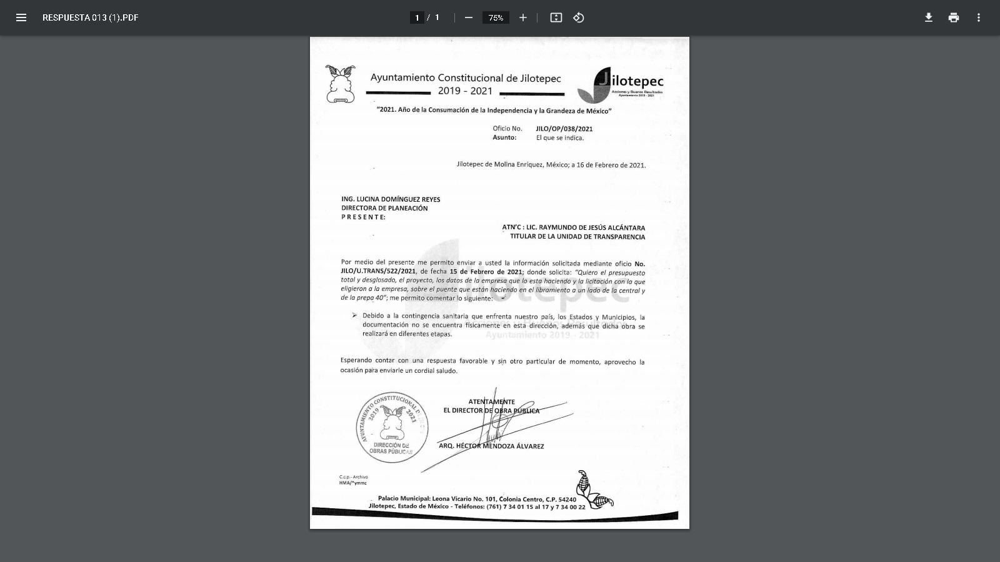 RESPUESTA 013 (1).PDF
1 / 1
75%
Ayuntamiento Constitucional de Jilotepec
2019 - 2021
Jilotepec
Acciones y Buenos Resultados
Ayuntamiento 2019 - 2021
"2021. Año de la Consumación de la Independencia y la Grandeza de México"
Oficio No. JILO/OP/038/2021
Asunto: El que se indica.
Jilotepec de Molina Enríquez, México; a 16 de Febrero de 2021.
ING. LUCINA DOMÍNGUEZ REYES
DIRECTORA DE PLANEACIÓN
P R E S E N T E:
ATN'C : LIC. RAYMUNDO DE JESÚS ALCÁNTARA
TITULAR DE LA UNIDAD DE TRANSPARENCIA
Por medio del presente me permito enviar a usted la información solicitada mediante oficio No.
JILO/U.TRANS/522/2021, de fecha 15 de Febrero de 2021; donde solicita: "Quiero el presupuesto
total y desglosado, el proyecto, los datos de la empresa que lo esta haciendo y la licitación con la que
eligieron a la empresa, sobre el puente que están haciendo en el libramiento a un lado de la central y
de la prepa 40"; me permito comentar lo siguiente:
➢ Debido a la contingencia sanitaria que enfrenta nuestro país, los Estados y Municipios, la
documentación no se encuentra físicamente en esta dirección, además que dicha obra se
realizará en diferentes etapas.
Jilotepec
Acciones y Buenos Resultados
Ayuntamiento 2019 - 2021
Esperando contar con una respuesta favorable y sin otro particular de momento, aprovecho la
ocasión para enviarle un cordial saludo.
AYUNTAMIENTO CONSTITUCIONAL
2019 2021
DIRECCIÓN DE
OBRAS PÚBLICAS
ATENTAMENTE
EL DIRECTOR DE OBRA PÚBLICA
ARQ. HÉCTOR MENDOZA ÁLVAREZ
C.c.p.- Archivo
HMA/*ymmc
Palacio Municipal: Leona Vicario No. 101, Colonia Centro, C.P. 54240
Jilotepec, Estado de México - Teléfonos: (761) 7 34 01 15 al 17 y 7 34 00 22